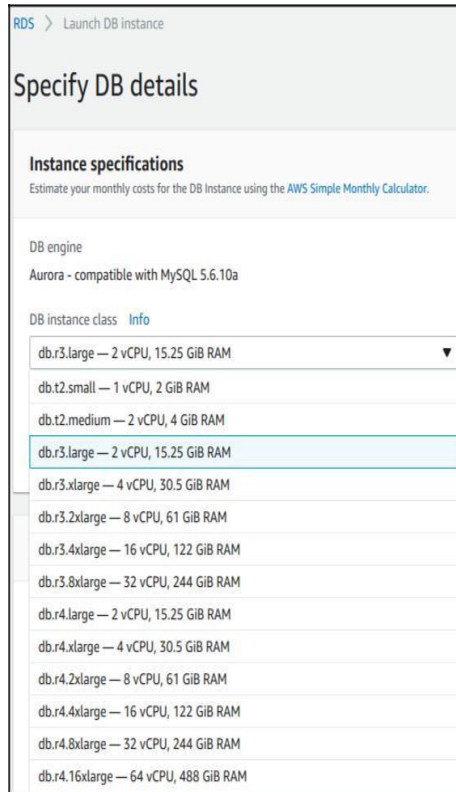 RDS > Launch DB instance
Specify DB details
Instance specifications
Estimate your monthly costs for the DB Instance using the AWS Simple Monthly Calculator.
DB engine
Aurora - compatible with MySQL 5.6.10a
DB instance class Info
db.r3.large — 2 vCPU, 15.25 GiB RAM
db.t2.small — 1 vCPU, 2 GiB RAM
db.t2.medium — 2 vCPU, 4 GiB RAM
db.r3.large — 2 vCPU, 15.25 GiB RAM
db.r3.xlarge — 4 vCPU, 30.5 GiB RAM
db.r3.2xlarge — 8 vCPU, 61 GiB RAM
db.r3.4xlarge — 16 vCPU, 122 GiB RAM
db.r3.8xlarge — 32 vCPU, 244 GiB RAM
db.r4.large — 2 vCPU, 15.25 GiB RAM
db.r4.xlarge — 4 vCPU, 30.5 GiB RAM
db.r4.2xlarge — 8 vCPU, 61 GiB RAM
db.r4.4xlarge — 16 vCPU, 122 GiB RAM
db.r4.8xlarge — 32 vCPU, 244 GiB RAM
db.r4.16xlarge — 64 vCPU, 488 GiB RAM